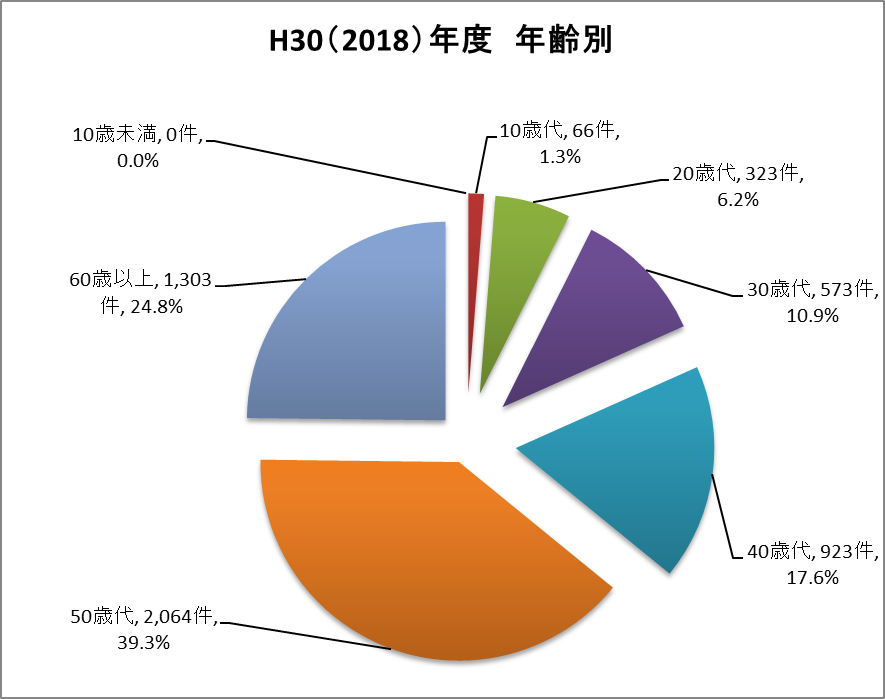 H30（2018）年度　年齢別
10歳未満, 0件,
0.0%
10歳代, 66件,
1.3%
20歳代, 323件,
6.2%
30歳代, 573件,
10.9%
40歳代, 923件,
17.6%
50歳代, 2,064件,
39.3%
60歳以上, 1,303
件, 24.8%